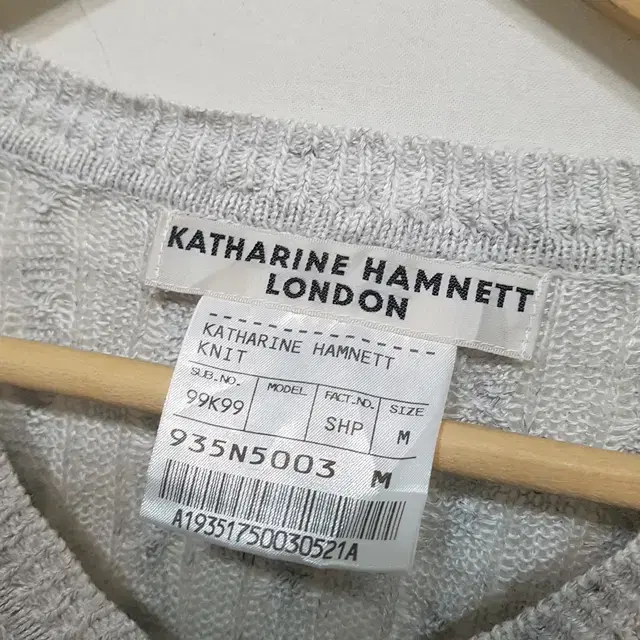 KATHARINE HAMNETT
LONDON
KATHARINE HAMNETT
KNIT
SUB.NO. MODEL FACT.NO. SIZE
99K99 SHP M
935N5003 M
A19351750030521A